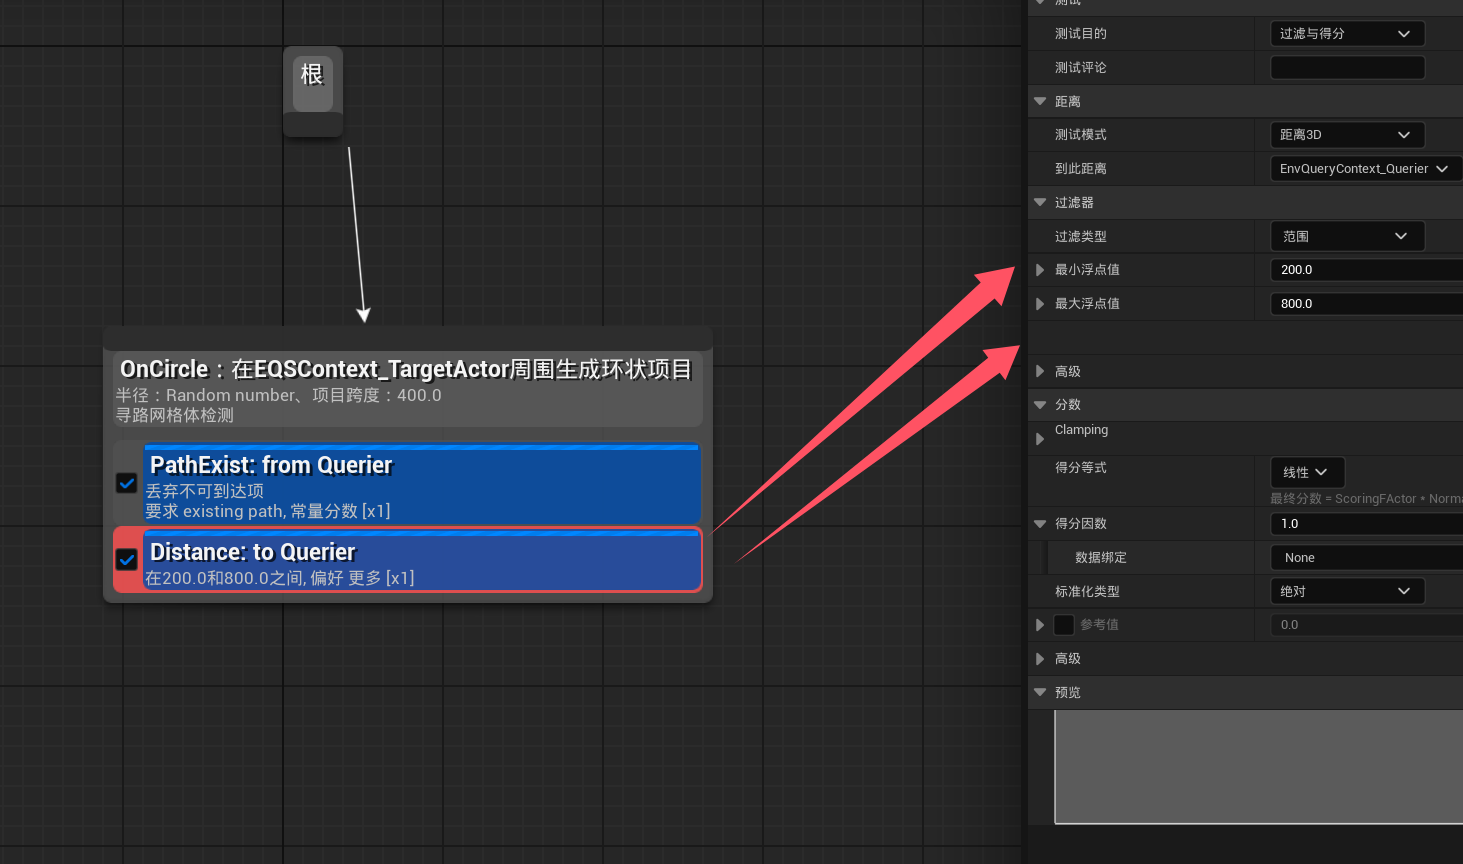 根
OnCircle：在EQSContext_TargetActor周围生成环状项目
半径：Random number、项目跨度：400.0
寻路网格体检测
PathExist: from Querier
丢弃不可到达项
要求 existing path, 常量分数 [x1]
Distance: to Querier
在200.0和800.0之间, 偏好 更多 [x1]
测试
测试目的 过滤与得分
测试评论
距离
测试模式 距离3D
到此距离 EnvQueryContext_Querier
过滤器
过滤类型 范围
最小浮点值 200.0
最大浮点值 800.0
高级
分数
Clamping
得分等式 线性
最终分数 = ScoringFActor * Norma
得分因数 1.0
数据绑定 None
标准化类型 绝对
参考值 0.0
高级
预览